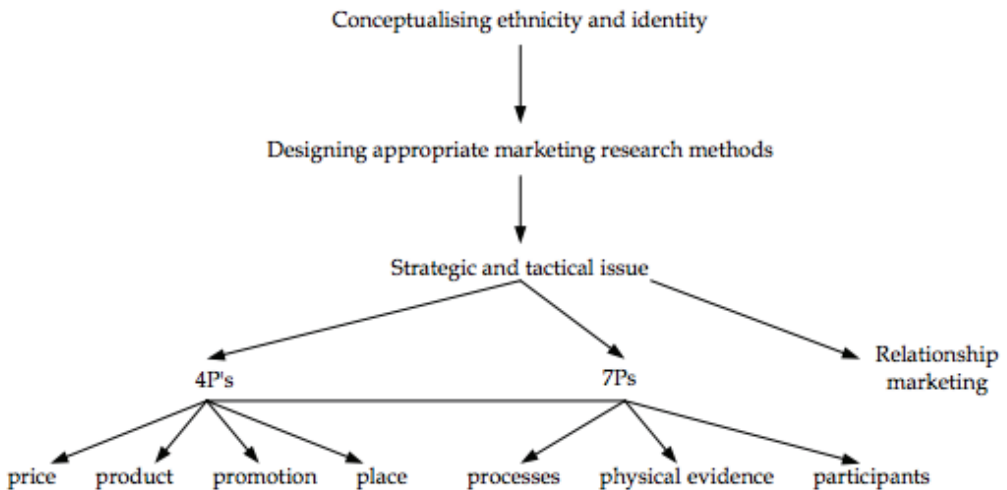 Conceptualising ethnicity and identity
Designing appropriate marketing research methods
Strategic and tactical issue
4P's
7Ps
Relationship
marketing
price
product
promotion
place
processes
physical evidence
participants